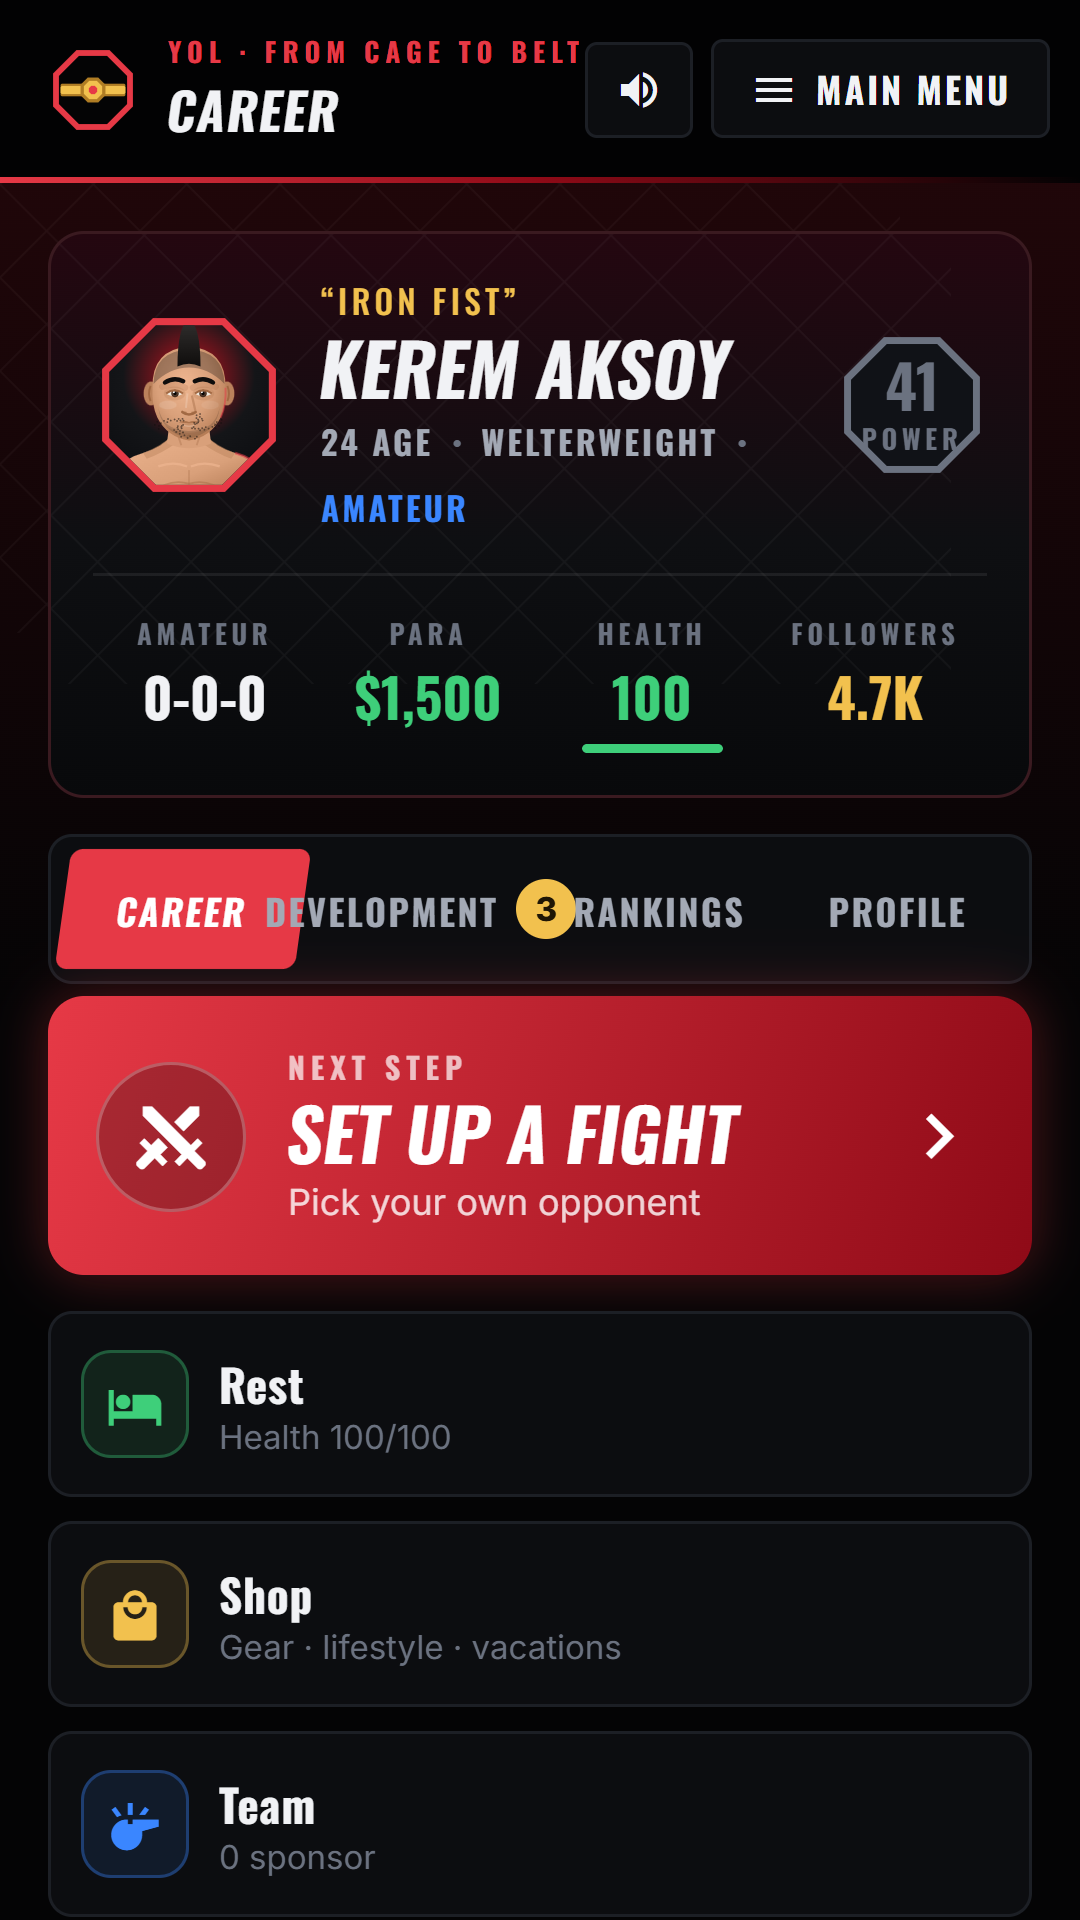 YOL · FROM CAGE TO BELT
CAREER
MAIN MENU
“IRON FIST”
KEREM AKSOY
24 AGE · WELTERWEIGHT ·
AMATEUR
41
POWER
AMATEUR
PARA
HEALTH
FOLLOWERS
0-0-0
$1,500
100
4.7K
CAREER
DEVELOPMENT
3
RANKINGS
PROFILE
NEXT STEP
SET UP A FIGHT
Pick your own opponent
Rest
Health 100/100
Shop
Gear · lifestyle · vacations
Team
0 sponsor